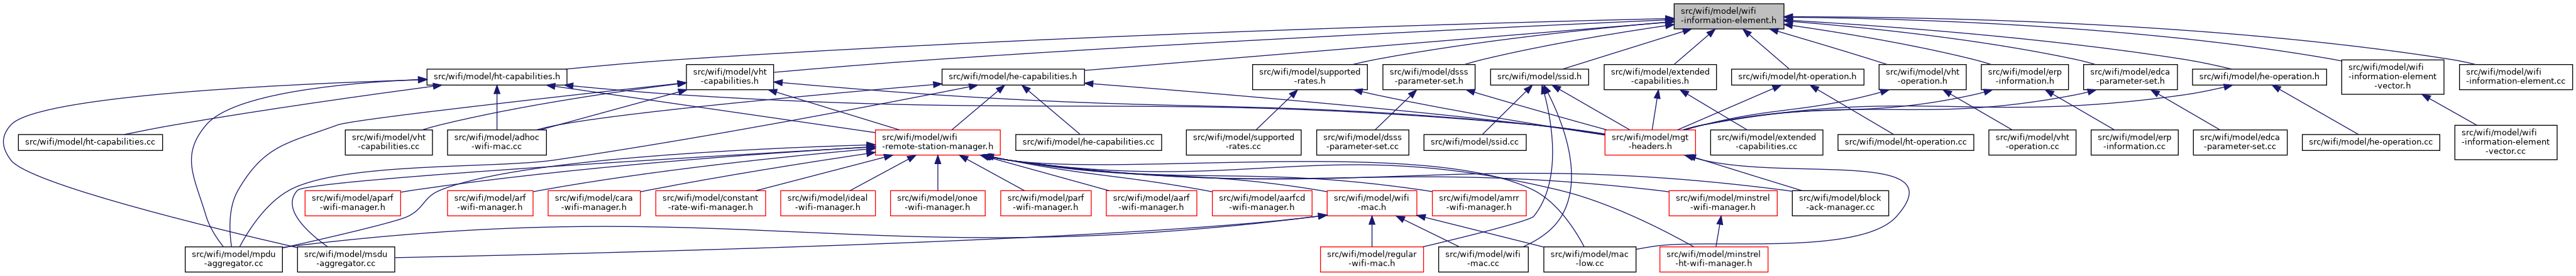 src/wifi/model/wifi
-information-element.h
src/wifi/model/ht-capabilities.h
src/wifi/model/vht
-capabilities.h
src/wifi/model/he-capabilities.h
src/wifi/model/supported
-rates.h
src/wifi/model/dsss
-parameter-set.h
src/wifi/model/ssid.h
src/wifi/model/extended
-capabilities.h
src/wifi/model/ht-operation.h
src/wifi/model/vht
-operation.h
src/wifi/model/erp
-information.h
src/wifi/model/edca
-parameter-set.h
src/wifi/model/he-operation.h
src/wifi/model/wifi
-information-element
-vector.h
src/wifi/model/wifi
-information-element.cc
src/wifi/model/ht-capabilities.cc
src/wifi/model/vht
-capabilities.cc
src/wifi/model/adhoc
-wifi-mac.cc
src/wifi/model/wifi
-remote-station-manager.h
src/wifi/model/he-capabilities.cc
src/wifi/model/supported
-rates.cc
src/wifi/model/dsss
-parameter-set.cc
src/wifi/model/ssid.cc
src/wifi/model/mgt
-headers.h
src/wifi/model/extended
-capabilities.cc
src/wifi/model/ht-operation.cc
src/wifi/model/vht
-operation.cc
src/wifi/model/erp
-information.cc
src/wifi/model/edca
-parameter-set.cc
src/wifi/model/he-operation.cc
src/wifi/model/wifi
-information-element
-vector.cc
src/wifi/model/aparf
-wifi-manager.h
src/wifi/model/arf
-wifi-manager.h
src/wifi/model/cara
-wifi-manager.h
src/wifi/model/constant
-rate-wifi-manager.h
src/wifi/model/ideal
-wifi-manager.h
src/wifi/model/onoe
-wifi-manager.h
src/wifi/model/parf
-wifi-manager.h
src/wifi/model/aarf
-wifi-manager.h
src/wifi/model/aarfcd
-wifi-manager.h
src/wifi/model/wifi
-mac.h
src/wifi/model/amrr
-wifi-manager.h
src/wifi/model/minstrel
-wifi-manager.h
src/wifi/model/block
-ack-manager.cc
src/wifi/model/mpdu
-aggregator.cc
src/wifi/model/msdu
-aggregator.cc
src/wifi/model/regular
-wifi-mac.h
src/wifi/model/wifi
-mac.cc
src/wifi/model/mac
-low.cc
src/wifi/model/minstrel
-ht-wifi-manager.h